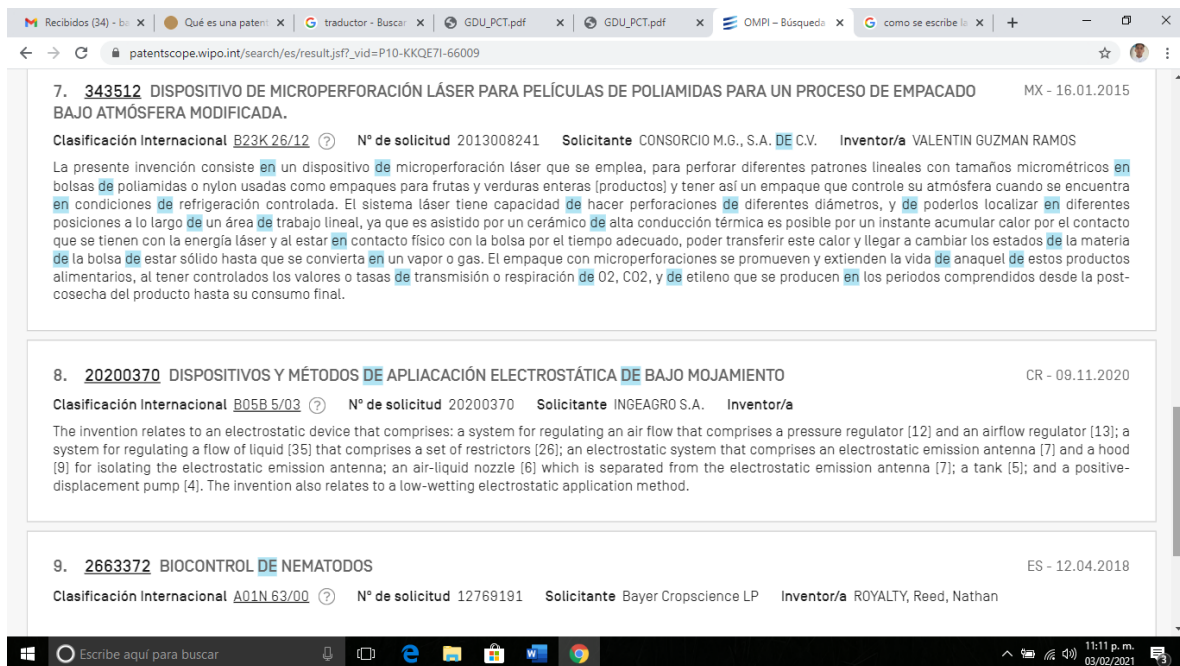 Recibidos (34) - ba
Qué es una patent
traductor - Buscar
GDU_PCT.pdf
GDU_PCT.pdf
OMPI – Búsqueda
como se escribe la
patentscope.wipo.int/search/es/result.jsf?_vid=P10-KKQE7I-66009
7. 343512 DISPOSITIVO DE MICROPERFORACIÓN LÁSER PARA PELÍCULAS DE POLIAMIDAS PARA UN PROCESO DE EMPACADO MX - 16.01.2015
BAJO ATMÓSFERA MODIFICADA.
Clasificación Internacional B23K 26/12 ? N° de solicitud 2013008241 Solicitante CONSORCIO M.G., S.A. DE C.V. Inventor/a VALENTIN GUZMAN RAMOS
La presente invención consiste en un dispositivo de microperforación láser que se emplea, para perforar diferentes patrones lineales con tamaños micrométricos en
bolsas de poliamidas o nylon usadas como empaques para frutas y verduras enteras [productos] y tener así un empaque que controle su atmósfera cuando se encuentra
en condiciones de refrigeración controlada. El sistema láser tiene capacidad de hacer perforaciones de diferentes diámetros, y de poderlos localizar en diferentes
posiciones a lo largo de un área de trabajo lineal, ya que es asistido por un cerámico de alta conducción térmica es posible por un instante acumular calor por el contacto
que se tienen con la energía láser y al estar en contacto físico con la bolsa por el tiempo adecuado, poder transferir este calor y llegar a cambiar los estados de la materia
de la bolsa de estar sólido hasta que se convierta en un vapor o gas. El empaque con microperforaciones se promueven y extienden la vida de anaquel de estos productos
alimentarios, al tener controlados los valores o tasas de transmisión o respiración de O2, CO2, y de etileno que se producen en los periodos comprendidos desde la post-
cosecha del producto hasta su consumo final.
8. 20200370 DISPOSITIVOS Y MÉTODOS DE APLIACACIÓN ELECTROSTÁTICA DE BAJO MOJAMIENTO CR - 09.11.2020
Clasificación Internacional B05B 5/03 ? N° de solicitud 20200370 Solicitante INGEAGRO S.A. Inventor/a
The invention relates to an electrostatic device that comprises: a system for regulating an air flow that comprises a pressure regulator [12] and an airflow regulator [13]; a
system for regulating a flow of liquid [35] that comprises a set of restrictors [26]; an electrostatic system that comprises an electrostatic emission antenna [7] and a hood
[9] for isolating the electrostatic emission antenna; an air-liquid nozzle [6] which is separated from the electrostatic emission antenna [7]; a tank [5]; and a positive-
displacement pump [4]. The invention also relates to a low-wetting electrostatic application method.
9. 2663372 BIOCONTROL DE NEMATODOS ES - 12.04.2018
Clasificación Internacional A01N 63/00 ? N° de solicitud 12769191 Solicitante Bayer Cropscience LP Inventor/a ROYALTY, Reed, Nathan
Escribe aquí para buscar
11:11 p. m.
03/02/2021